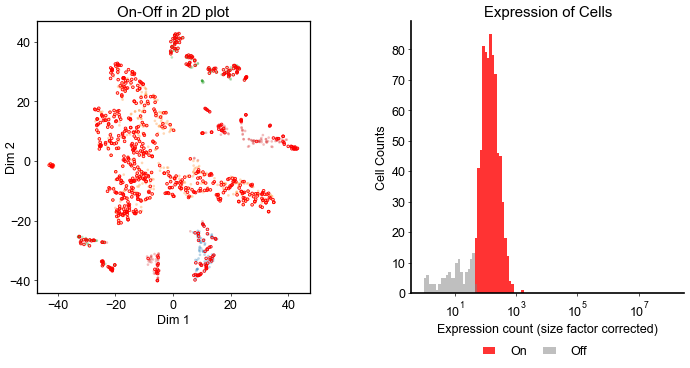 On-Off in 2D plot
Dim 2
40
20
0
−20
−40
−40 −20 0 20 40
Dim 1
Expression of Cells
Cell Counts
80
70
60
50
40
30
20
10
0
10^1 10^3 10^5 10^7
Expression count (size factor corrected)
On Off